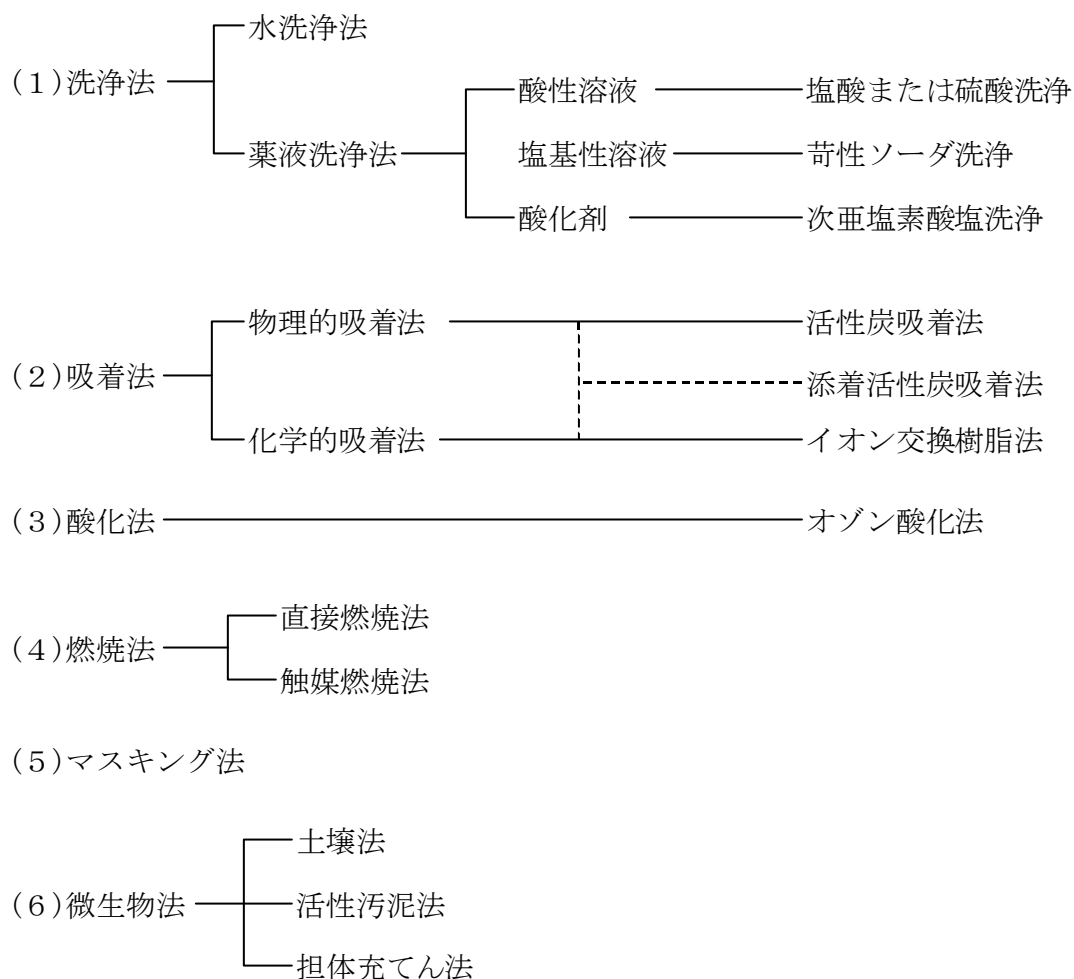 水洗浄法
(1)洗浄法
酸性溶液 塩酸または硫酸洗浄
薬液洗浄法 塩基性溶液 苛性ソーダ洗浄
酸化剤 次亜塩素酸塩洗浄
物理的吸着法 活性炭吸着法
(2)吸着法
添着活性炭吸着法
化学的吸着法 イオン交換樹脂法
(3)酸化法 オゾン酸化法
直接燃焼法
(4)燃焼法
触媒燃焼法
(5)マスキング法
土壌法
(6)微生物法 活性汚泥法
担体充てん法